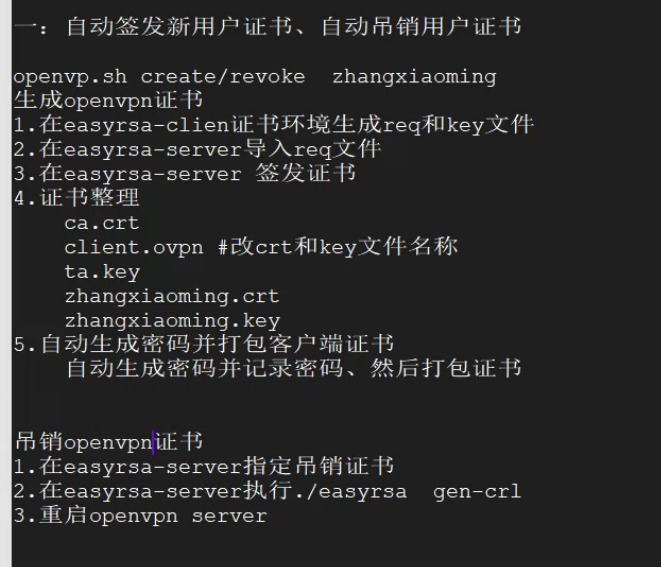 一: 自动签发新用户证书、自动吊销用户证书
openvp.sh create/revoke  zhangxiaoming
生成openvpn证书
1.在easyrsa-clien证书环境生成req和key文件
2.在easyrsa-server导入req文件
3.在easyrsa-server 签发证书
4.证书整理
    ca.crt
    client.ovpn #改crt和key文件名称
    ta.key
    zhangxiaoming.crt
    zhangxiaoming.key
5.自动生成密码并打包客户端证书
    自动生成密码并记录密码、然后打包证书
吊销openvpn证书
1.在easyrsa-server指定吊销证书
2.在easyrsa-server执行./easyrsa  gen-crl
3.重启openvpn server